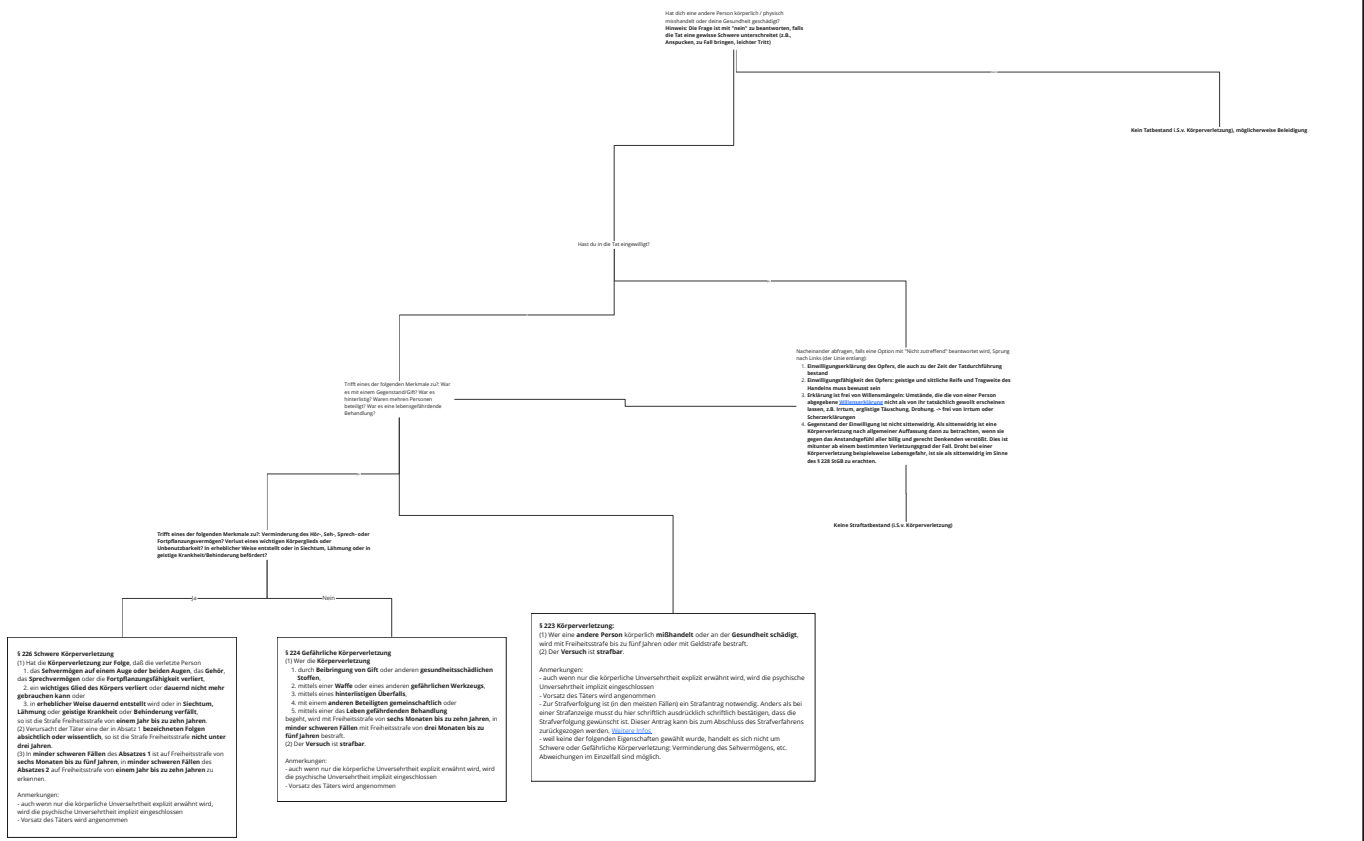 Hat dich eine andere Person körperlich / physisch
misshandelt oder deine Gesundheit geschädigt?
Hinweis: Die Frage ist mit "nein" zu beantworten, falls
die Tat eine gewisse Schwere unterschreitet (z.B.,
Anspucken, zu Fall bringen, leichter Tritt)
Kein Tatbestand i.S.v. Körperverletzung), möglicherweise Beleidigung
Hast du in die Tat eingewilligt?
Nacheinander abfragen, falls eine Option mit "Nicht zutreffend" beantwortet wird, Sprung
nach Links (der Linie entlang):
1. Einwilligungserklärung des Opfers, die auch zu der Zeit der Tatdurchführung
bestand
2. Einwilligungsfähigkeit des Opfers: geistige und sittliche Reife und Tragweite des
Handelns muss bewusst sein
3. Erklärung ist frei von Willensmängeln: Umstände, die die von einer Person
abgegebene Willenserklärung nicht als von ihr tatsächlich gewollt erscheinen
lassen, z.B. Irrtum, arglistige Täuschung, Drohung. -> frei von Irrtum oder
Scherzerklärungen
4. Gegenstand der Einwilligung ist nicht sittenwidrig. Als sittenwidrig ist eine
Körperverletzung nach allgemeiner Auffassung dann zu betrachten, wenn sie
gegen das Anstandsgefühl aller billig und gerecht Denkenden verstößt. Dies ist
mitunter ab einem bestimmten Verletzungsgrad der Fall. Droht bei einer
Körperverletzung beispielsweise Lebensgefahr, ist sie als sittenwidrig im Sinne
des § 228 StGB zu erachten.
Trifft eines der folgenden Merkmale zu?: War
es mit einem Gegenstand/Gift? War es
hinterlistig? Waren mehren Personen
beteiligt? War es eine lebensgefährdende
Behandlung?
Keine Straftatbestand (i.S.v. Körperverletzung)
Trifft eines der folgenden Merkmale zu?: Verminderung des Hör-, Seh-, Sprech- oder
Fortpflanzungsvermögen? Verlust eines wichtigen Körperglieds oder
Unbenutzbarkeit? In erheblicher Weise entstellt oder in Siechtum, Lähmung oder in
geistige Krankheit/Behinderung befördert?
Ja
Nein
§ 226 Schwere Körperverletzung
(1) Hat die Körperverletzung zur Folge, daß die verletzte Person
1. das Sehvermögen auf einem Auge oder beiden Augen, das Gehör,
das Sprechvermögen oder die Fortpflanzungsfähigkeit verliert,
2. ein wichtiges Glied des Körpers verliert oder dauernd nicht mehr
gebrauchen kann oder
3. in erheblicher Weise dauernd entstellt wird oder in Siechtum,
Lähmung oder geistige Krankheit oder Behinderung verfällt,
so ist die Strafe Freiheitsstrafe von einem Jahr bis zu zehn Jahren.
(2) Verursacht der Täter eine der in Absatz 1 bezeichneten Folgen
absichtlich oder wissentlich, so ist die Strafe Freiheitsstrafe nicht unter
drei Jahren.
(3) In minder schweren Fällen des Absatzes 1 ist auf Freiheitsstrafe von
sechs Monaten bis zu fünf Jahren, in minder schweren Fällen des
Absatzes 2 auf Freiheitsstrafe von einem Jahr bis zu zehn Jahren zu
erkennen.
Anmerkungen:
- auch wenn nur die körperliche Unversehrtheit explizit erwähnt wird,
wird die psychische Unversehrtheit implizit eingeschlossen
- Vorsatz des Täters wird angenommen
§ 224 Gefährliche Körperverletzung
(1) Wer die Körperverletzung
1. durch Beibringung von Gift oder anderen gesundheitsschädlichen
Stoffen,
2. mittels einer Waffe oder eines anderen gefährlichen Werkzeugs,
3. mittels eines hinterlistigen Überfalls,
4. mit einem anderen Beteiligten gemeinschaftlich oder
5. mittels einer das Leben gefährdenden Behandlung
begeht, wird mit Freiheitsstrafe von sechs Monaten bis zu zehn Jahren, in
minder schweren Fällen mit Freiheitsstrafe von drei Monaten bis zu
fünf Jahren bestraft.
(2) Der Versuch ist strafbar.
Anmerkungen:
- auch wenn nur die körperliche Unversehrtheit explizit erwähnt wird, wird
die psychische Unversehrtheit implizit eingeschlossen
- Vorsatz des Täters wird angenommen
§ 223 Körperverletzung:
(1) Wer eine andere Person körperlich mißhandelt oder an der Gesundheit schädigt,
wird mit Freiheitsstrafe bis zu fünf Jahren oder mit Geldstrafe bestraft.
(2) Der Versuch ist strafbar.
Anmerkungen:
- auch wenn nur die körperliche Unversehrtheit explizit erwähnt wird, wird die psychische
Unversehrtheit implizit eingeschlossen
- Vorsatz des Täters wird angenommen
- Zur Strafverfolgung ist (in den meisten Fällen) ein Strafantrag notwendig. Anders als bei
einer Strafanzeige musst du hier schriftlich ausdrücklich schriftlich bestätigen, dass die
Strafverfolgung gewünscht ist. Dieser Antrag kann bis zum Abschluss des Strafverfahrens
zurückgezogen werden. Weitere Infos
- weil keine der folgenden Eigenschaften gewählt wurde, handelt es sich nicht um
Schwere oder Gefährliche Körperverletzung: Verminderung des Sehvermögens, etc.
Abweichungen im Einzelfall sind möglich.